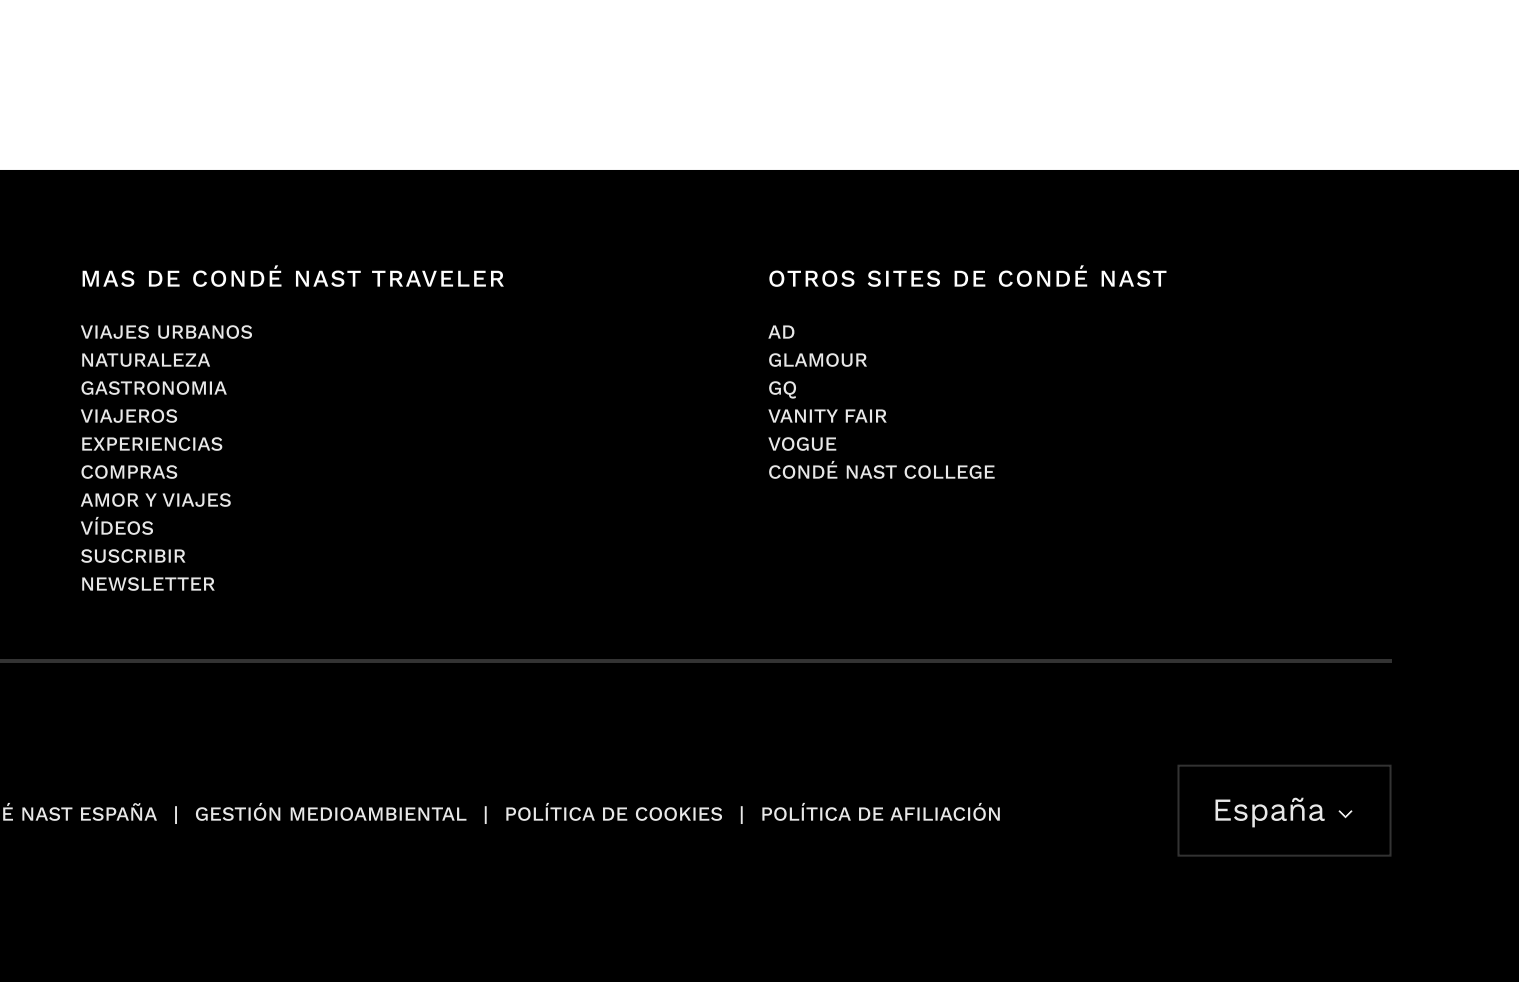 MAS DE CONDÉ NAST TRAVELER
VIAJES URBANOS
NATURALEZA
GASTRONOMIA
VIAJEROS
EXPERIENCIAS
COMPRAS
AMOR Y VIAJES
VÍDEOS
SUSCRIBIR
NEWSLETTER
OTROS SITES DE CONDÉ NAST
AD
GLAMOUR
GQ
VANITY FAIR
VOGUE
CONDÉ NAST COLLEGE
É NAST ESPAÑA | GESTIÓN MEDIOAMBIENTAL | POLÍTICA DE COOKIES | POLÍTICA DE AFILIACIÓN
España